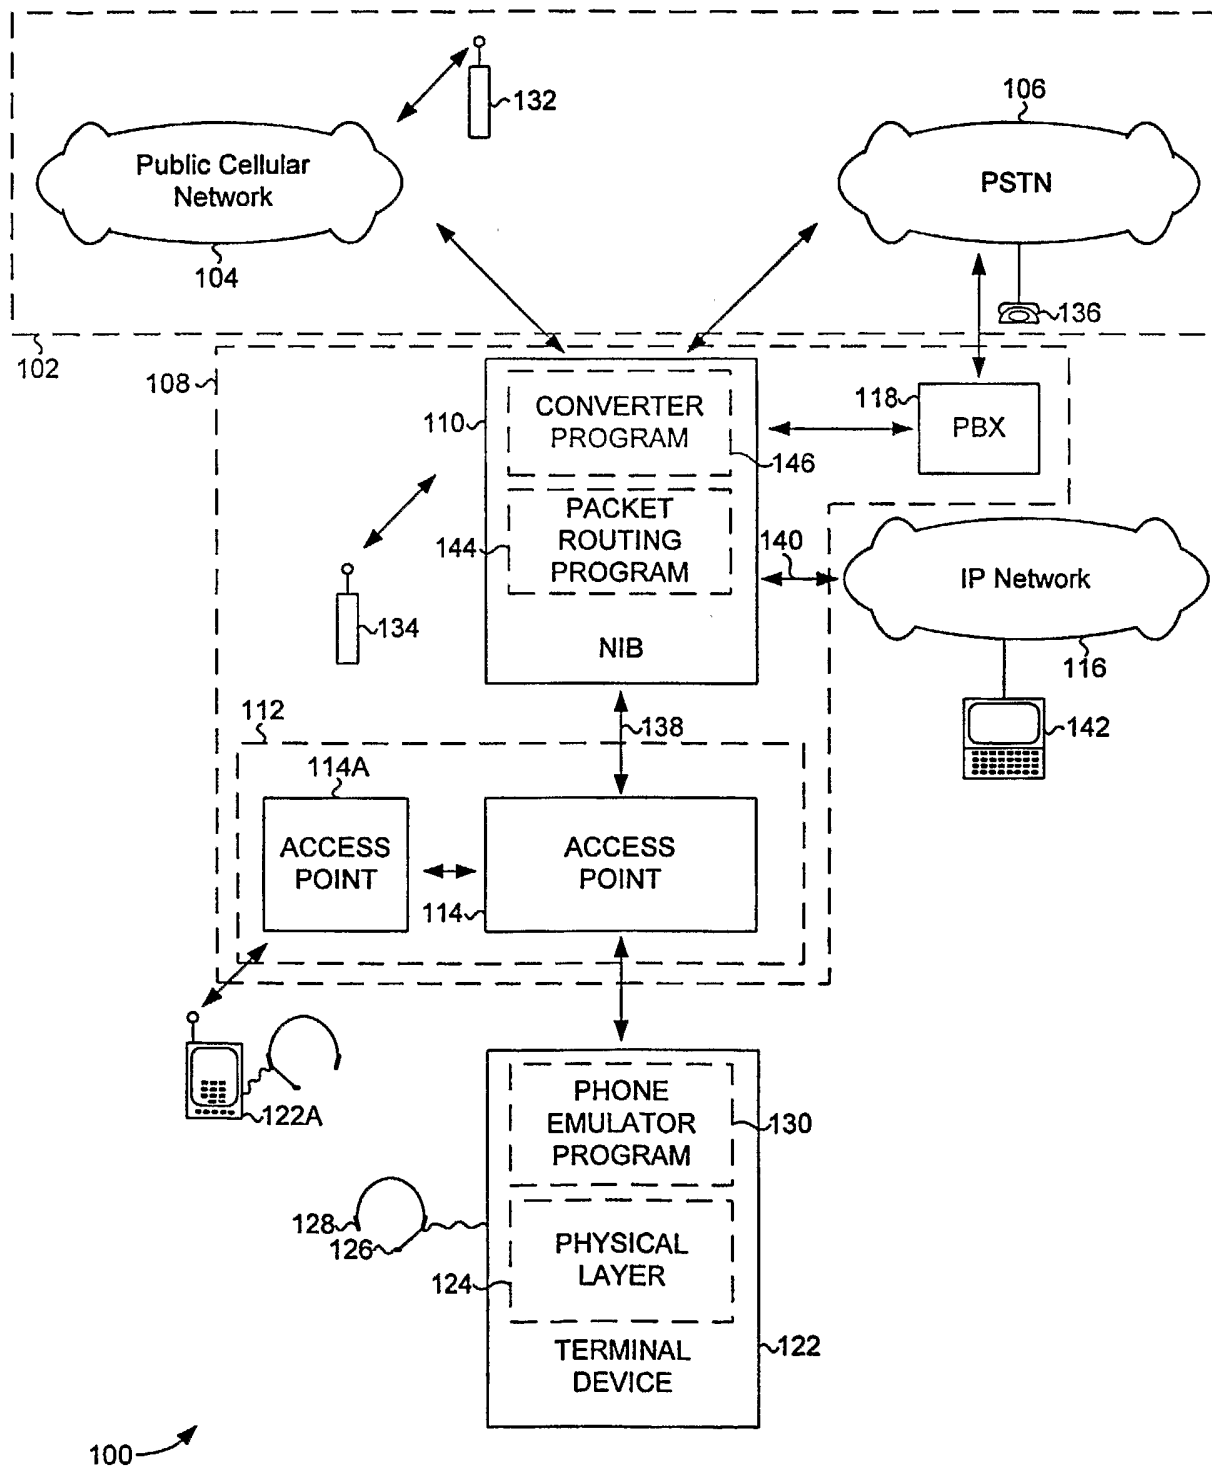 132
106
Public Cellular
Network
PSTN
104
136
102
108
110
CONVERTER
PROGRAM
146
118
PBX
PACKET
ROUTING
PROGRAM
144
140
IP Network
134
NIB
116
112
138
142
114A
ACCESS
POINT
ACCESS
POINT
114
122A
PHONE
EMULATOR
PROGRAM
130
128
126
PHYSICAL
LAYER
124
TERMINAL
DEVICE
122
100